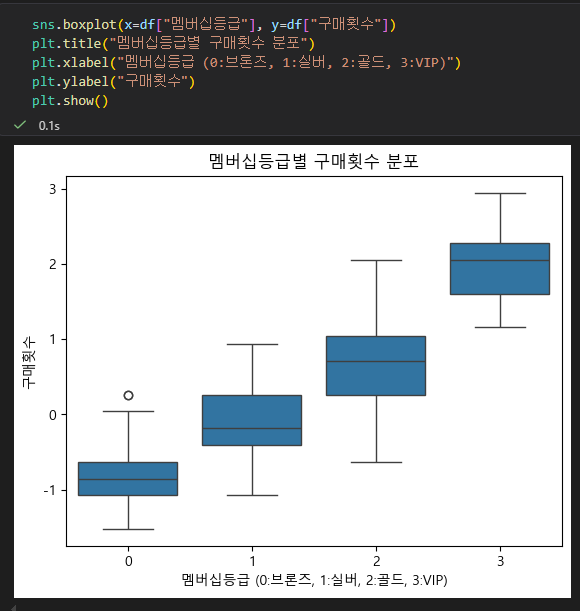 sns.boxplot(x=df["멤버십등급"], y=df["구매횟수"])
plt.title("멤버십등급별 구매횟수 분포")
plt.xlabel("멤버십등급 (0:브론즈, 1:실버, 2:골드, 3:VIP)")
plt.ylabel("구매횟수")
plt.show()
0.1s
멤버십등급별 구매횟수 분포
3
2
1
0
-1
구매횟수
0 1 2 3
멤버십등급 (0:브론즈, 1:실버, 2:골드, 3:VIP)